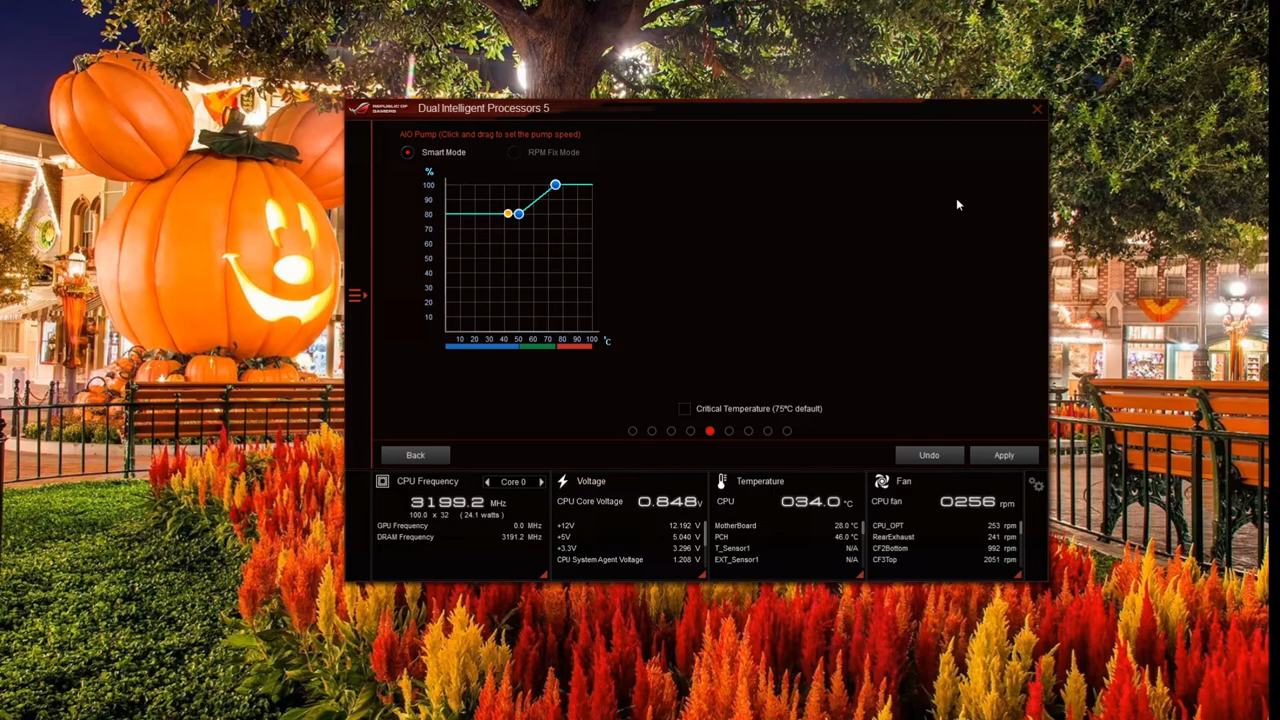 REPUBLIC OF GAMERS Dual Intelligent Processors 5
AIO Pump (Click and drag to set the pump speed)
Smart Mode RPM Fix Mode
%
100
90
80
70
60
50
40
30
20
10
10 20 30 40 50 60 70 80 90 100 °C
Critical Temperature (75°C default)
Back Undo Apply
CPU Frequency Core 0
3199.2 MHz
100.0 x 32 (24.1 watts)
GPU Frequency 0.0 MHz
DRAM Frequency 3191.2 MHz
Voltage
CPU Core Voltage 0.848 V
+12V 12.192 V
+5V 5.040 V
+3.3V 3.296 V
CPU System Agent Voltage 1.208 V
Temperature
CPU 034.0 °C
MotherBoard 28.0 °C
PCH 46.0 °C
T_Sensor1 N/A
EXT_Sensor1 N/A
Fan
CPU fan 0256 rpm
CPU_OPT 253 rpm
RearExhaust 241 rpm
CF2Bottom 992 rpm
CF3Top 2051 rpm